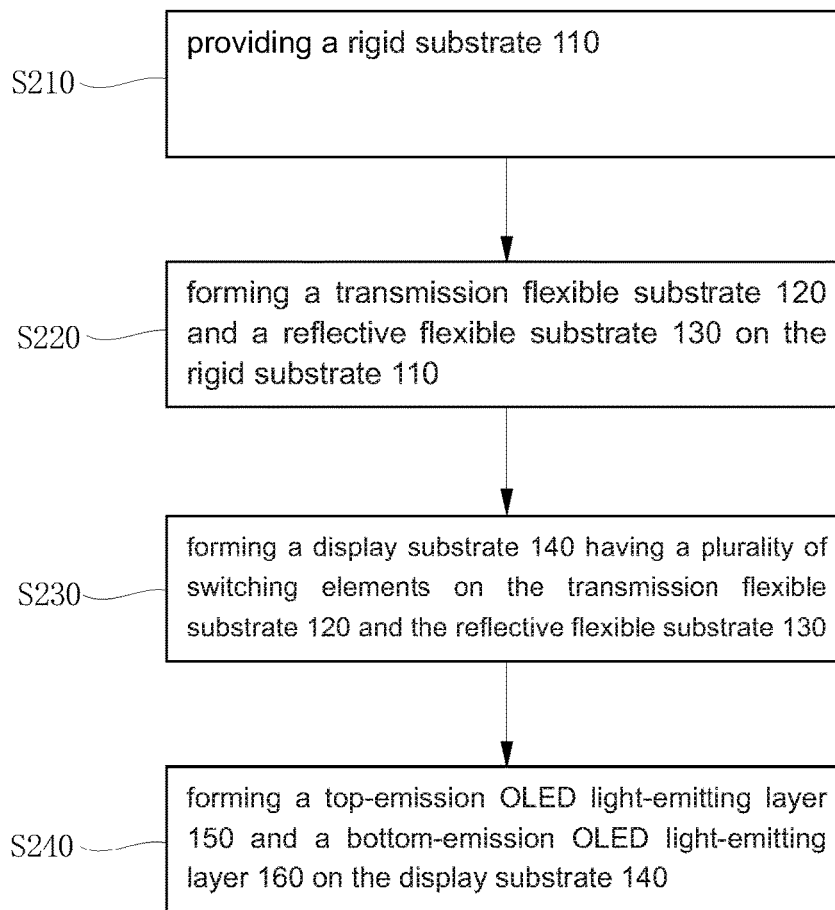 providing a rigid substrate 110
S210
forming a transmission flexible substrate 120
and a reflective flexible substrate 130 on the
rigid substrate 110
S220
forming a display substrate 140 having a plurality of
switching elements on the transmission flexible
substrate 120 and the reflective flexible substrate 130
S230
forming a top-emission OLED light-emitting layer
150 and a bottom-emission OLED light-emitting
layer 160 on the display substrate 140
S240